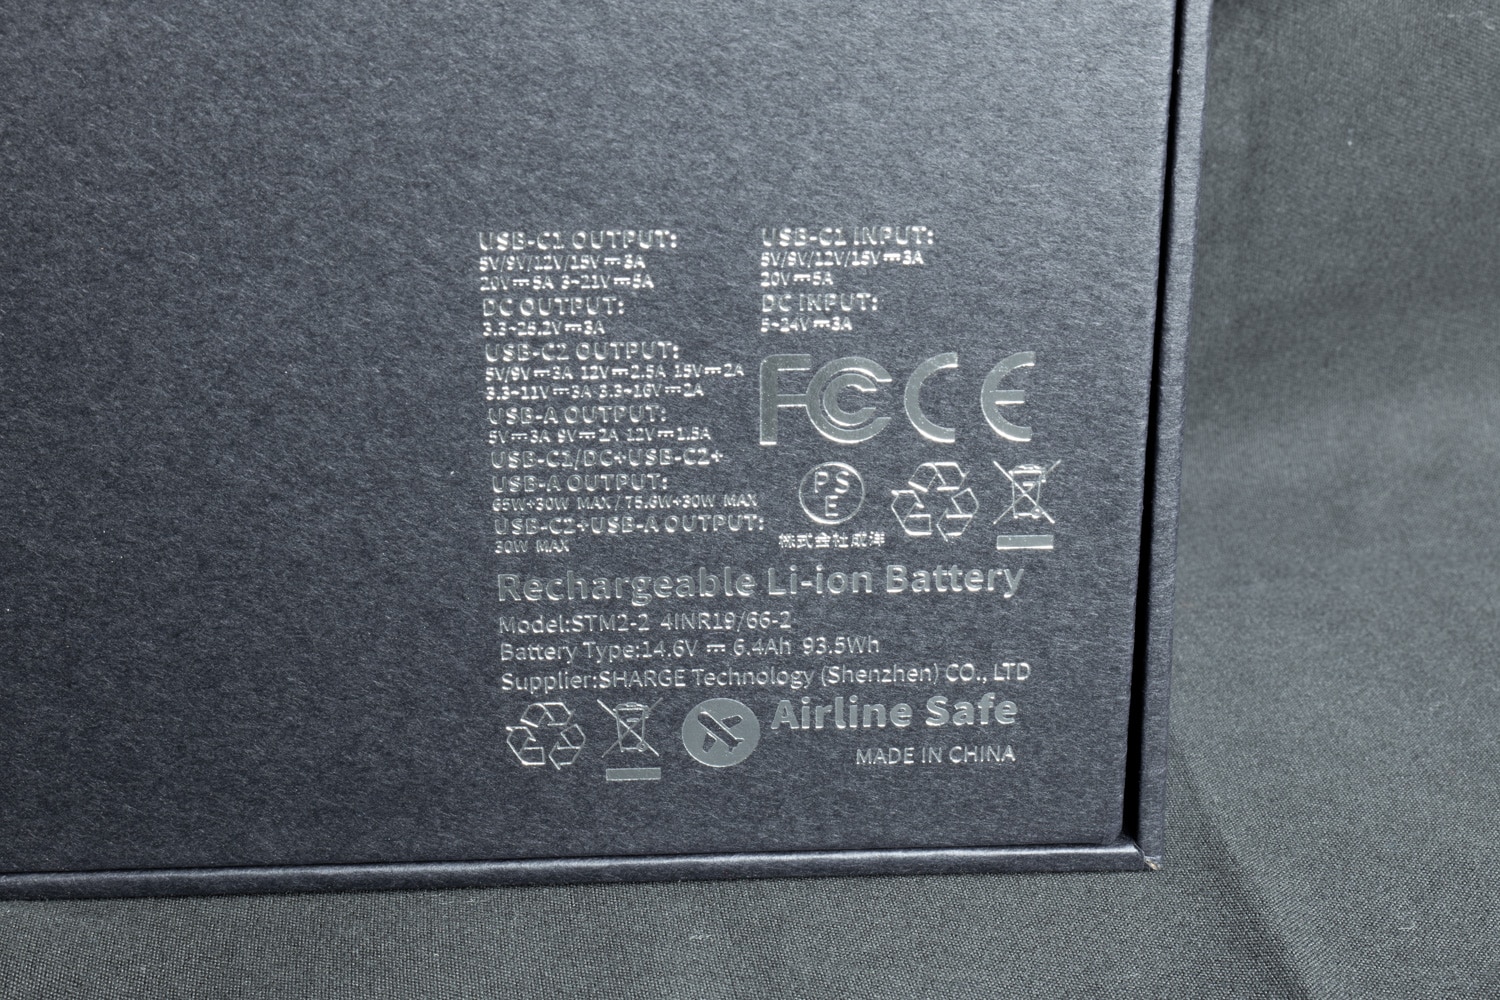 USB-C1 OUTPUT:
5V/9V/12V/15V⎓3A
20V⎓5A 3~21V⎓5A
DC OUTPUT:
3.3~25.2V⎓3A
USB-C2 OUTPUT:
5V/9V⎓3A 12V⎓2.5A 15V⎓2A
3.3~11V⎓3A 3.3~16V⎓2A
USB-A OUTPUT:
5V⎓3A 9V⎓2A 12V⎓1.5A
USB-C1/DC+USB-C2+
USB-A OUTPUT:
65W+30W MAX / 75.6W+30W MAX
USB-C2+USB-A OUTPUT:
30W MAX
USB-C1 INPUT:
5V/9V/12V/15V⎓3A
20V⎓5A
DC INPUT:
5~24V⎓3A
FC CE
PS
E
株式会社成洋
Rechargeable Li-ion Battery
Model:STM2-2 4INR19/66-2
Battery Type:14.6V ⎓ 6.4Ah 93.5Wh
Supplier:SHARGE Technology (Shenzhen) CO., LTD
Airline Safe
MADE IN CHINA